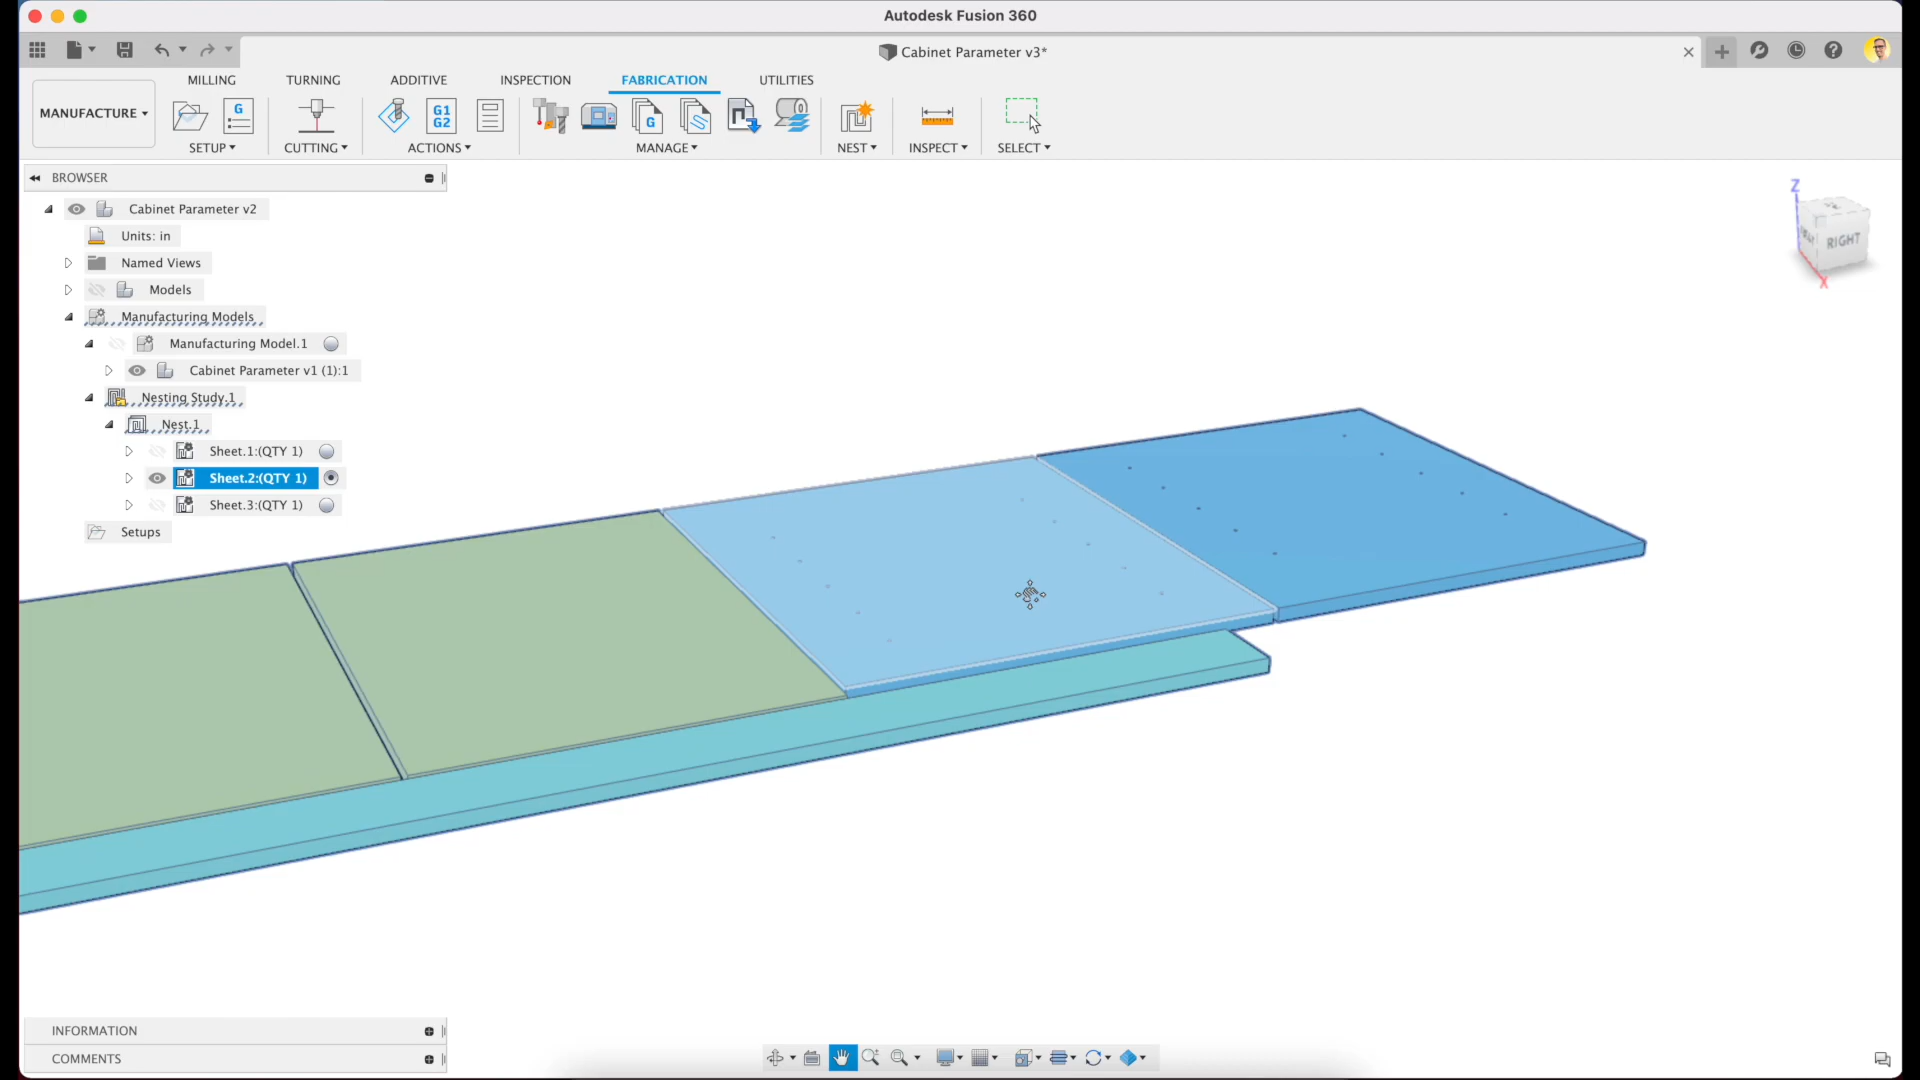 Autodesk Fusion 360
Cabinet Parameter v3*
MILLING TURNING ADDITIVE INSPECTION FABRICATION UTILITIES
MANUFACTURE
G
G1
G2
G
SETUP CUTTING ACTIONS MANAGE NEST INSPECT SELECT
BROWSER
Cabinet Parameter v2
Units: in
Named Views
Models
Manufacturing Models
Manufacturing Model.1
Cabinet Parameter v1 (1):1
Nesting Study.1
Nest.1
Sheet.1:(QTY 1)
Sheet.2:(QTY 1)
Sheet.3:(QTY 1)
Setups
Z
RIGHT
X
INFORMATION
COMMENTS